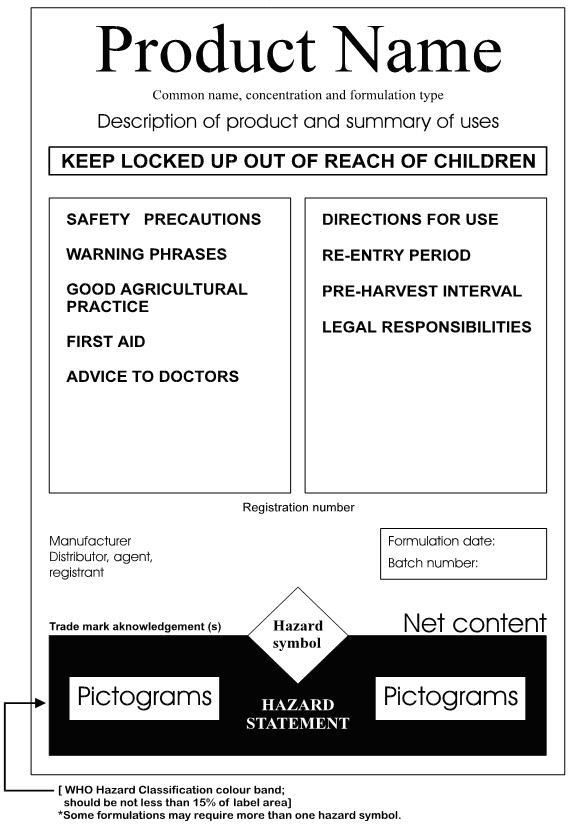 Product Name
Common name, concentration and formulation type
Description of product and summary of uses
KEEP LOCKED UP OUT OF REACH OF CHILDREN
SAFETY PRECAUTIONS
WARNING PHRASES
GOOD AGRICULTURAL
PRACTICE
FIRST AID
ADVICE TO DOCTORS
DIRECTIONS FOR USE
RE-ENTRY PERIOD
PRE-HARVEST INTERVAL
LEGAL RESPONSIBILITIES
Registration number
Manufacturer
Distributor, agent,
registrant
Formulation date:
Batch number:
Trade mark aknowledgement (s)
Hazard
symbol
Net content
Pictograms
HAZARD
STATEMENT
Pictograms
[ WHO Hazard Classification colour band;
should be not less than 15% of label area]
*Some formulations may require more than one hazard symbol.